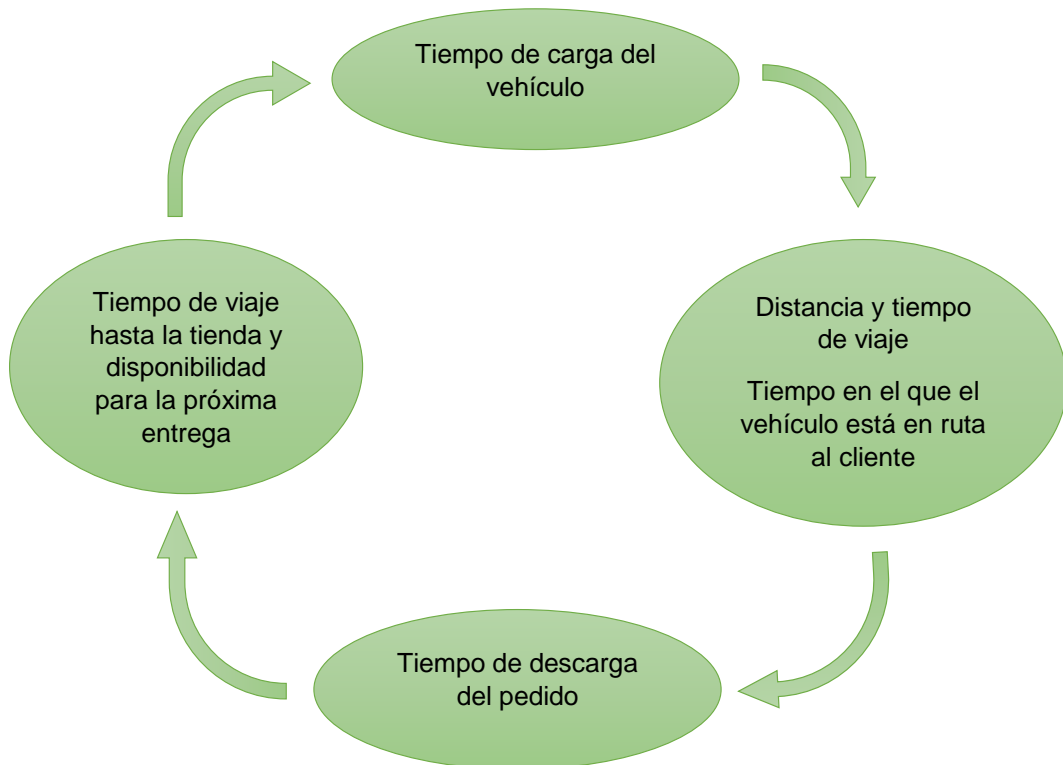 Tiempo de carga del
vehículo
Distancia y tiempo
de viaje
Tiempo en el que el
vehículo está en ruta
al cliente
Tiempo de descarga
del pedido
Tiempo de viaje
hasta la tienda y
disponibilidad
para la próxima
entrega